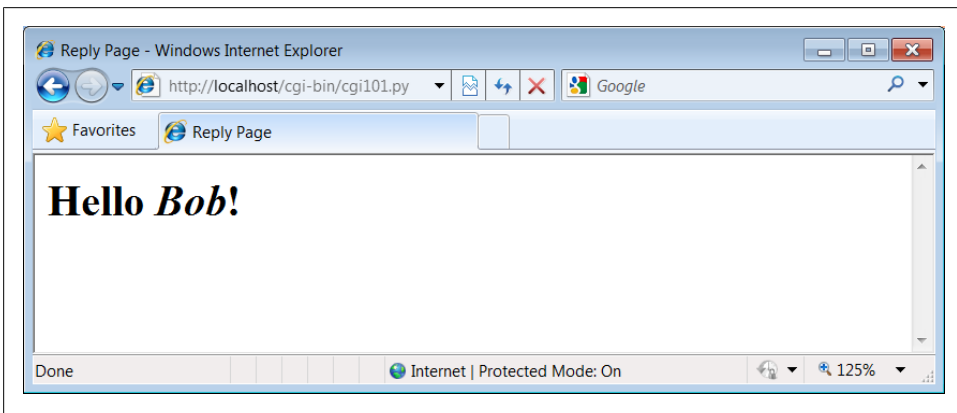 Reply Page - Windows Internet Explorer
http://localhost/cgi-bin/cgi101.py
Google
Favorites
Reply Page
Hello Bob!
Done
Internet | Protected Mode: On
125%